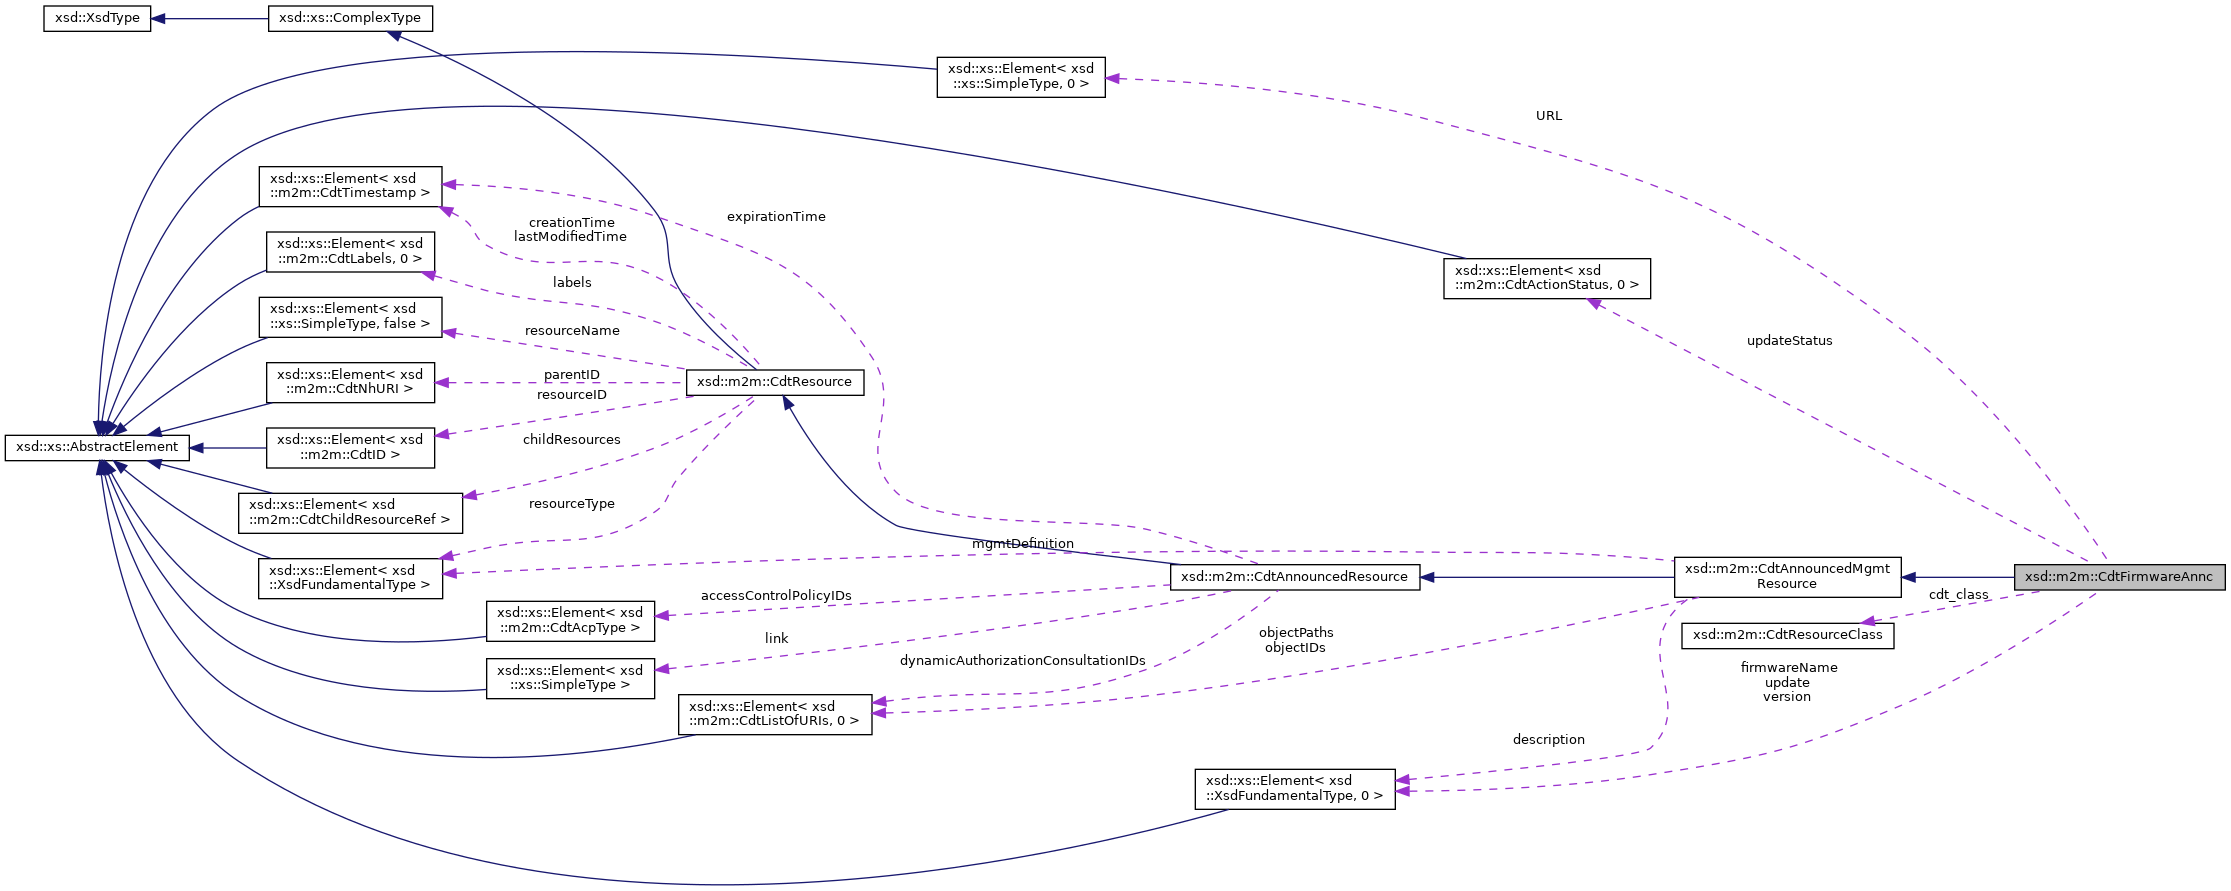 xsd::XsdType
xsd::xs::ComplexType
xsd::xs::Element< xsd
::xs::SimpleType, 0 >
URL
xsd::xs::Element< xsd
::m2m::CdtTimestamp >
creationTime
lastModifiedTime
expirationTime
xsd::xs::Element< xsd
::m2m::CdtLabels, 0 >
labels
xsd::xs::Element< xsd
::m2m::CdtActionStatus, 0 >
xsd::xs::Element< xsd
::xs::SimpleType, false >
resourceName
updateStatus
xsd::xs::Element< xsd
::m2m::CdtNhURI >
parentID
resourceID
xsd::m2m::CdtResource
xsd::xs::AbstractElement
xsd::xs::Element< xsd
::m2m::CdtID >
childResources
xsd::xs::Element< xsd
::m2m::CdtChildResourceRef >
resourceType
mgmtDefinition
xsd::xs::Element< xsd
::XsdFundamentalType >
xsd::m2m::CdtAnnouncedResource
xsd::m2m::CdtAnnouncedMgmt
Resource
xsd::m2m::CdtFirmwareAnnc
cdt_class
accessControlPolicyIDs
xsd::xs::Element< xsd
::m2m::CdtAcpType >
link
objectPaths
objectIDs
xsd::m2m::CdtResourceClass
xsd::xs::Element< xsd
::xs::SimpleType >
dynamicAuthorizationConsultationIDs
firmwareName
update
version
xsd::xs::Element< xsd
::m2m::CdtListOfURIs, 0 >
description
xsd::xs::Element< xsd
::XsdFundamentalType, 0 >